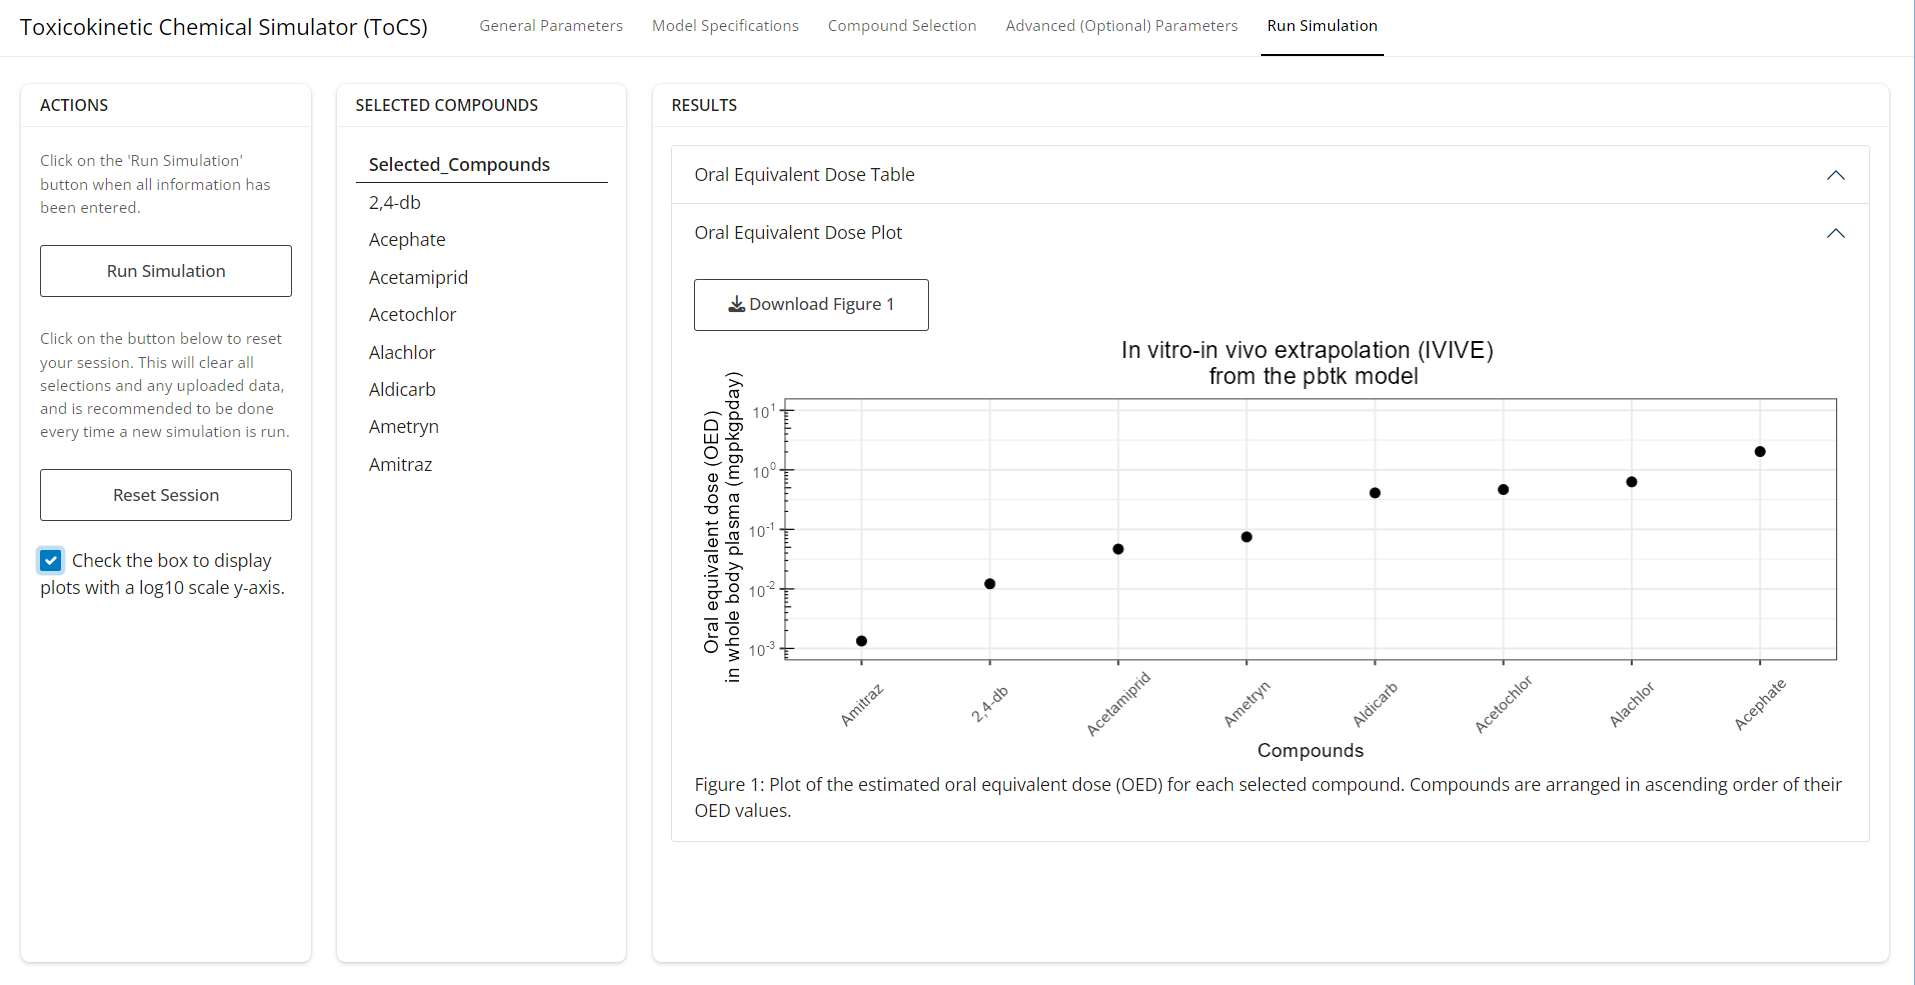 Toxicokinetic Chemical Simulator (ToCS)
General Parameters
Model Specifications
Compound Selection
Advanced (Optional) Parameters
Run Simulation
ACTIONS
Click on the 'Run Simulation'
button when all information has
been entered.
Run Simulation
Click on the button below to reset
your session. This will clear all
selections and any uploaded data,
and is recommended to be done
every time a new simulation is run.
Reset Session
Check the box to display
plots with a log10 scale y-axis.
SELECTED COMPOUNDS
Selected_Compounds
2,4-db
Acephate
Acetamiprid
Acetochlor
Alachlor
Aldicarb
Ametryn
Amitraz
RESULTS
Oral Equivalent Dose Table
Oral Equivalent Dose Plot
Download Figure 1
In vitro-in vivo extrapolation (IVIVE)
from the pbtk model
Oral equivalent dose (OED)
in whole body plasma (mgpkgpday)
10¹
10⁰
10⁻¹
10⁻²
10⁻³
Amitraz
2,4-db
Acetamiprid
Ametryn
Aldicarb
Acetochlor
Alachlor
Acephate
Compounds
Figure 1: Plot of the estimated oral equivalent dose (OED) for each selected compound. Compounds are arranged in ascending order of their
OED values.